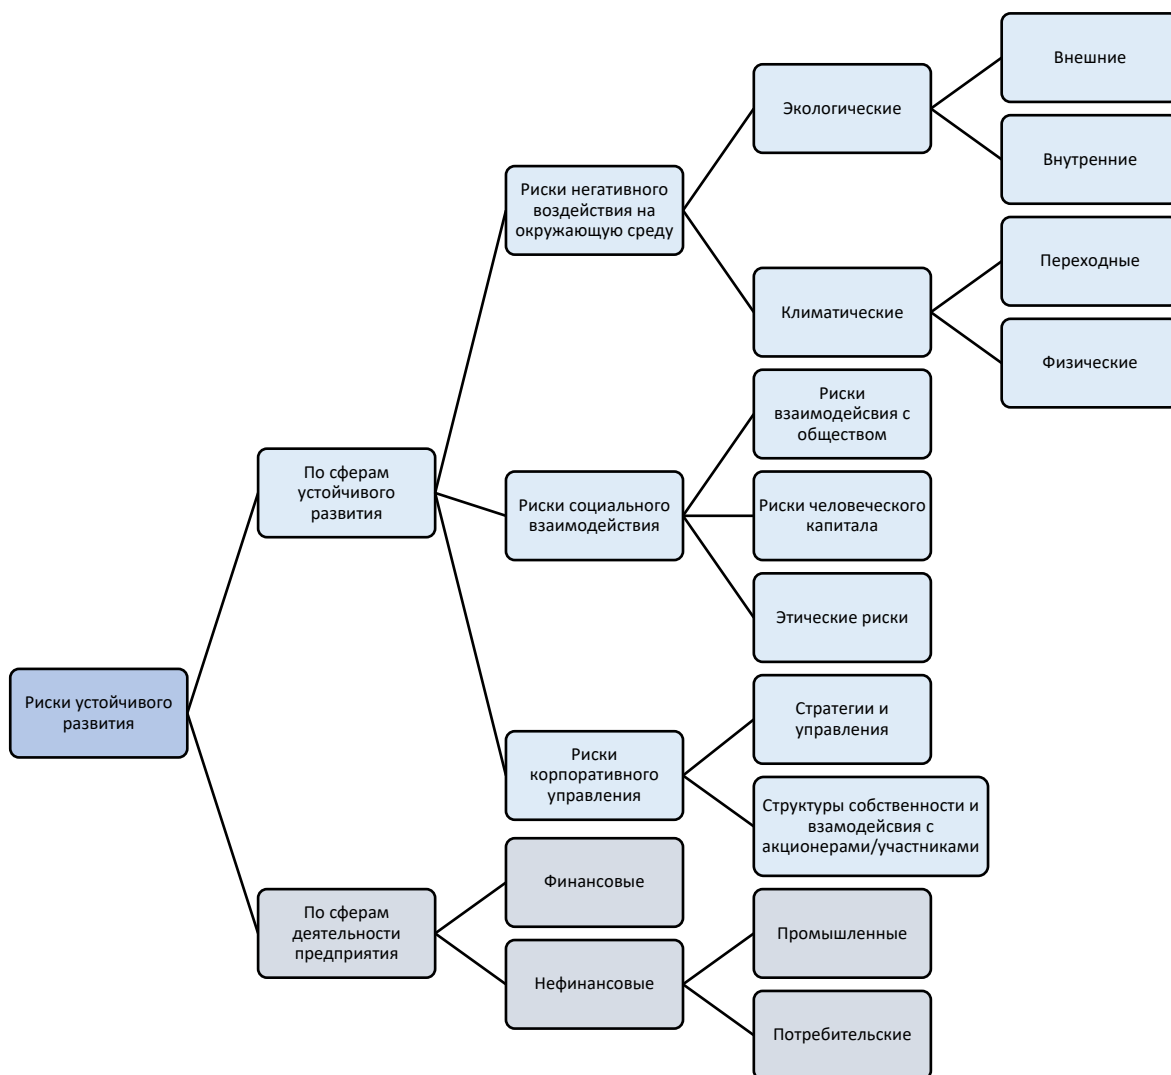 Внешние
Экологические
Внутренние
Риски негативного
воздействия на
окружающую среду
Переходные
Климатические
Физические
Риски
взаимодейсвия с
обществом
По сферам
устойчивого
развития
Риски социального
взаимодействия
Риски человеческого
капитала
Этические риски
Риски устойчивого
развития
Стратегии и
управления
Риски
корпоративного
управления
Структуры собственности и
взамодейсвия с
акционерами/участниками
Финансовые
По сферам
деятельности
предприятия
Промышленные
Нефинансовые
Потребительские